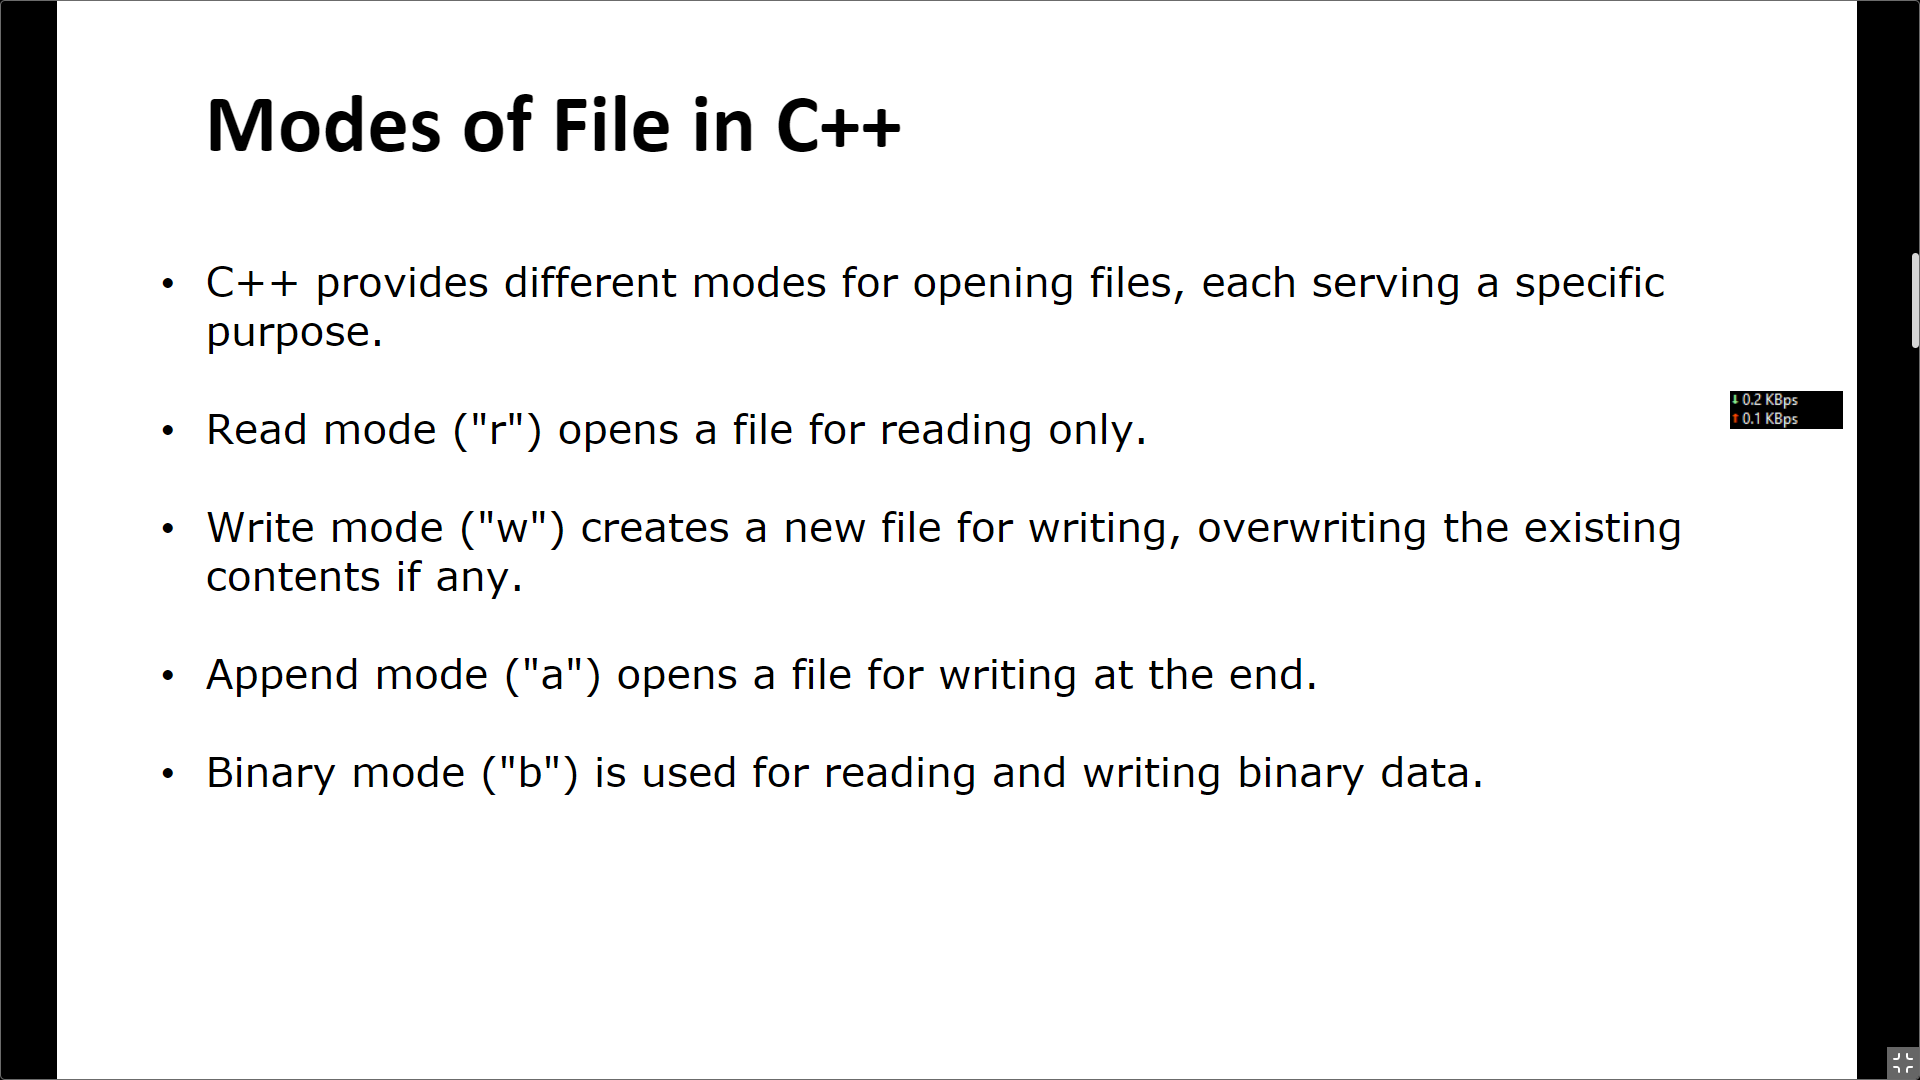 Modes of File in C++
• C++ provides different modes for opening files, each serving a specific
purpose.
• Read mode ("r") opens a file for reading only.
• Write mode ("w") creates a new file for writing, overwriting the existing
contents if any.
• Append mode ("a") opens a file for writing at the end.
• Binary mode ("b") is used for reading and writing binary data.
↓ 0.2 KBps
↑ 0.1 KBps